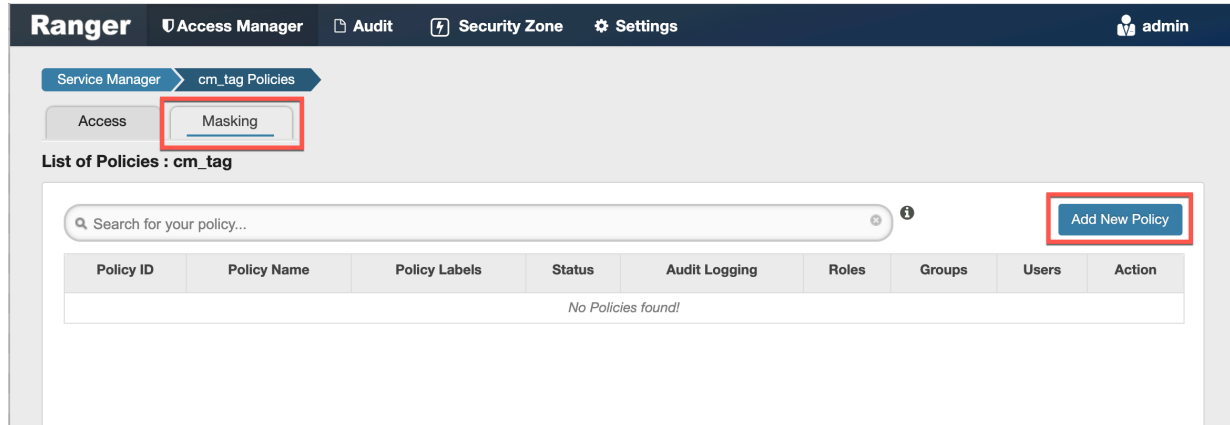 Ranger Access Manager Audit Security Zone Settings admin
Service Manager cm_tag Policies
Access Masking
List of Policies : cm_tag
Search for your policy... Add New Policy
Policy ID Policy Name Policy Labels Status Audit Logging Roles Groups Users Action
No Policies found!